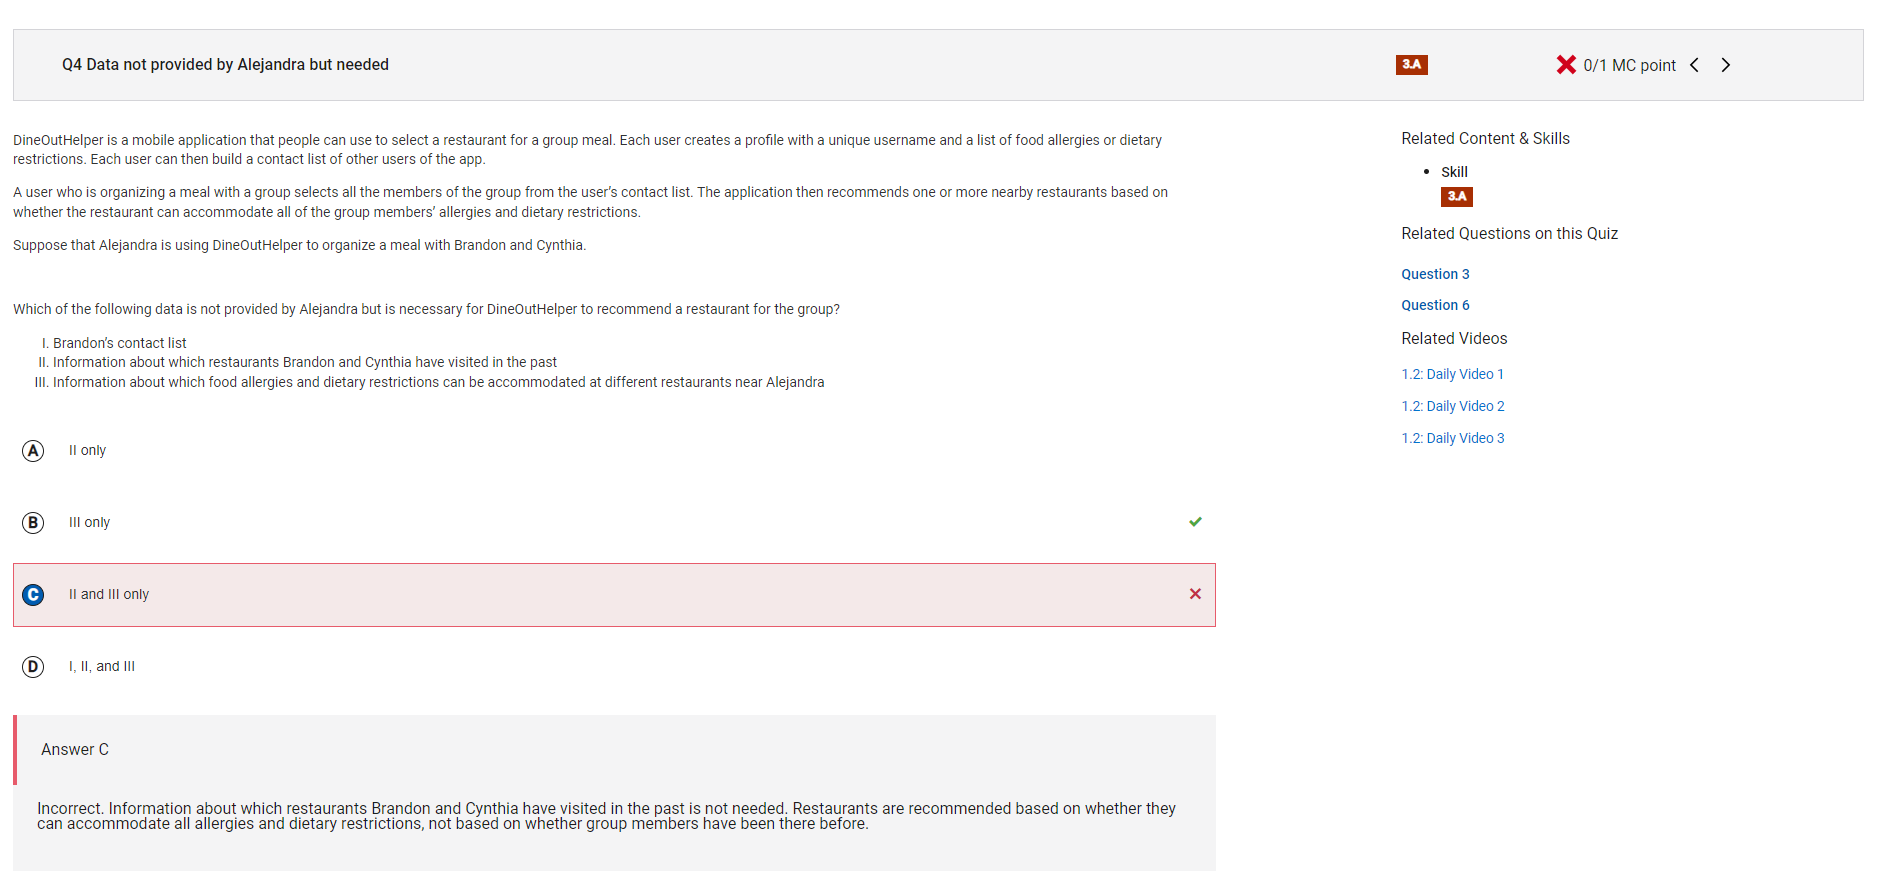 Q4 Data not provided by Alejandra but needed
3.A
0/1 MC point
DineOutHelper is a mobile application that people can use to select a restaurant for a group meal. Each user creates a profile with a unique username and a list of food allergies or dietary
restrictions. Each user can then build a contact list of other users of the app.
A user who is organizing a meal with a group selects all the members of the group from the user's contact list. The application then recommends one or more nearby restaurants based on
whether the restaurant can accommodate all of the group members' allergies and dietary restrictions.
Suppose that Alejandra is using DineOutHelper to organize a meal with Brandon and Cynthia.
Which of the following data is not provided by Alejandra but is necessary for DineOutHelper to recommend a restaurant for the group?
I. Brandon's contact list
II. Information about which restaurants Brandon and Cynthia have visited in the past
III. Information about which food allergies and dietary restrictions can be accommodated at different restaurants near Alejandra
A II only
B III only
C II and III only
D I, II, and III
Answer C
Incorrect. Information about which restaurants Brandon and Cynthia have visited in the past is not needed. Restaurants are recommended based on whether they
can accommodate all allergies and dietary restrictions, not based on whether group members have been there before.
Related Content & Skills
• Skill
3.A
Related Questions on this Quiz
Question 3
Question 6
Related Videos
1.2: Daily Video 1
1.2: Daily Video 2
1.2: Daily Video 3